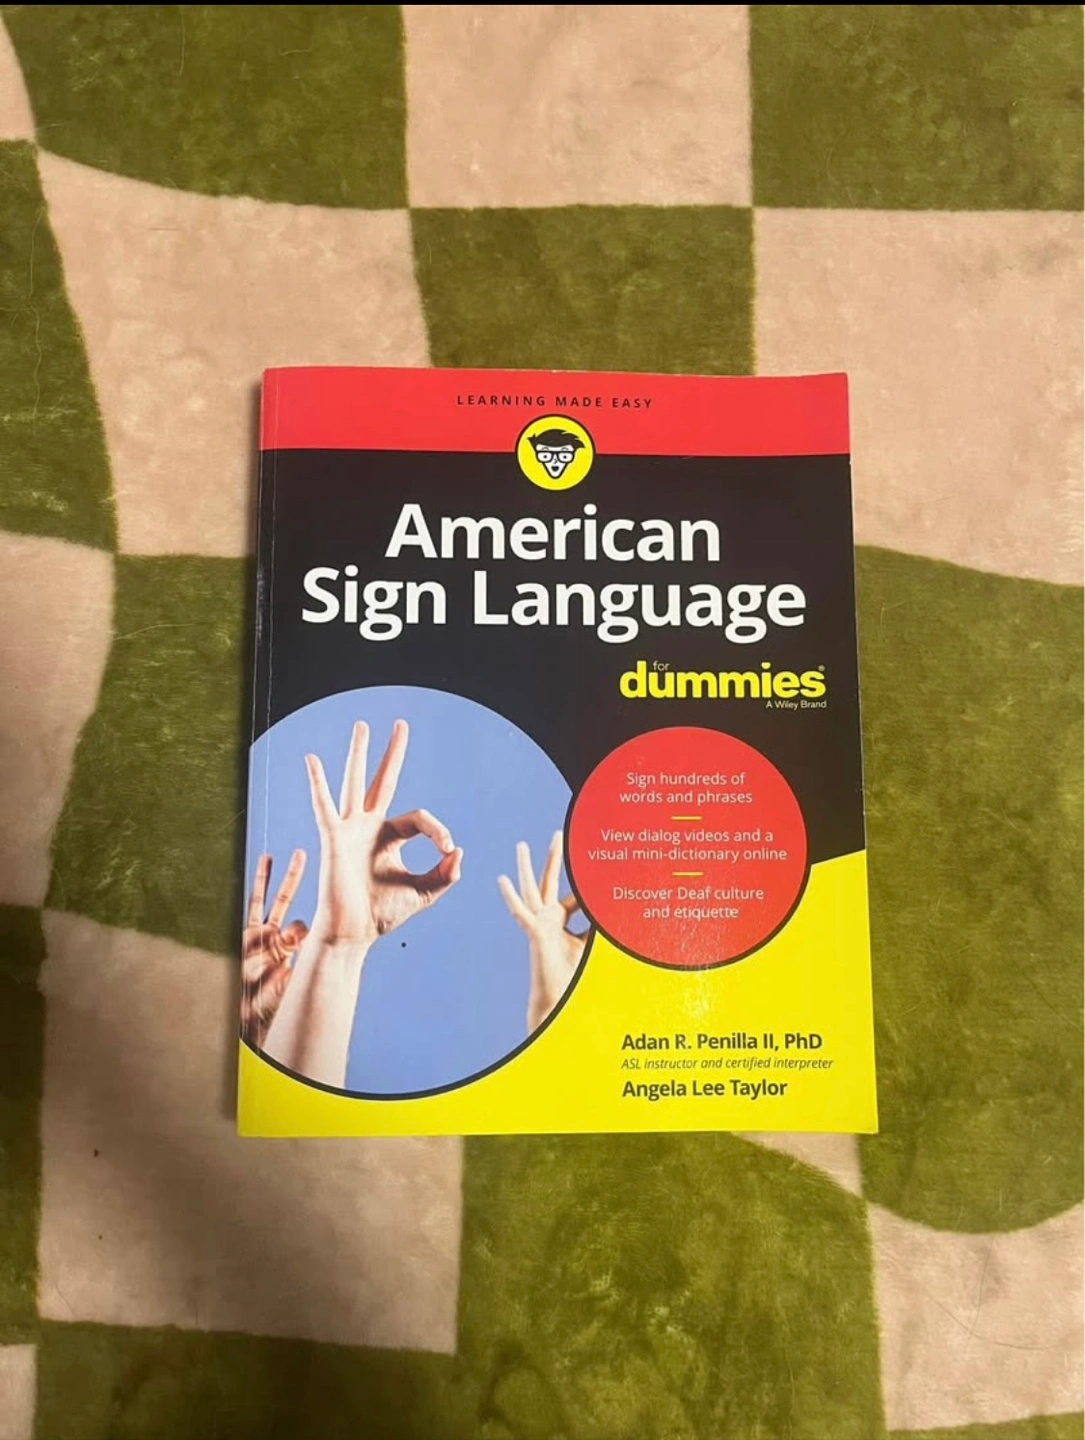 LEARNING MADE EASY
American
Sign Language
for
dummies®
A Wiley Brand
Sign hundreds of
words and phrases
View dialog videos and a
visual mini-dictionary online
Discover Deaf culture
and etiquette
Adan R. Penilla II, PhD
ASL instructor and certified interpreter
Angela Lee Taylor